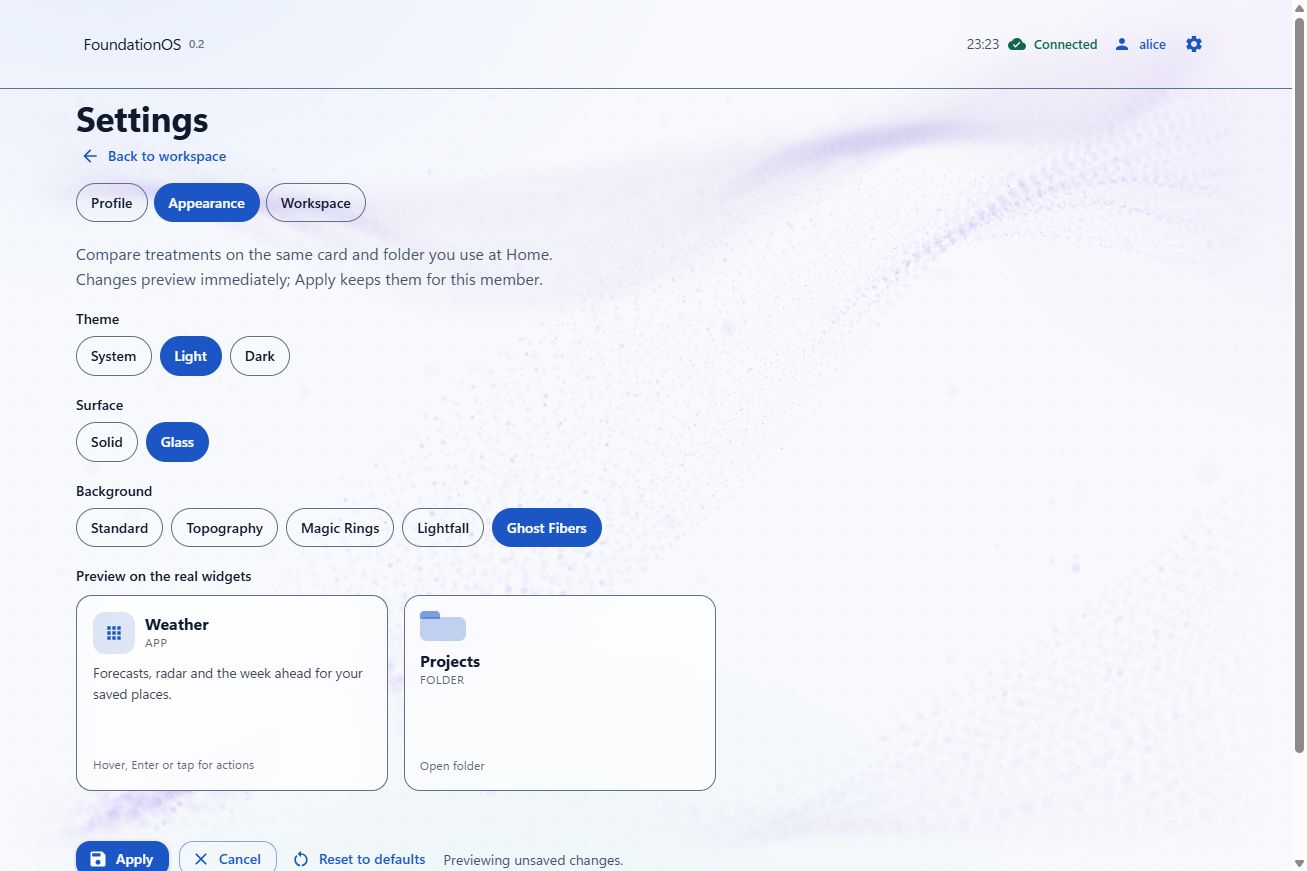 FoundationOS 0.2
23:23 Connected alice
Settings
Back to workspace
Profile Appearance Workspace
Compare treatments on the same card and folder you use at Home.
Changes preview immediately; Apply keeps them for this member.
Theme
System Light Dark
Surface
Solid Glass
Background
Standard Topography Magic Rings Lightfall Ghost Fibers
Preview on the real widgets
Weather
APP
Forecasts, radar and the week ahead for your
saved places.
Hover, Enter or tap for actions
Projects
FOLDER
Open folder
Apply Cancel Reset to defaults Previewing unsaved changes.